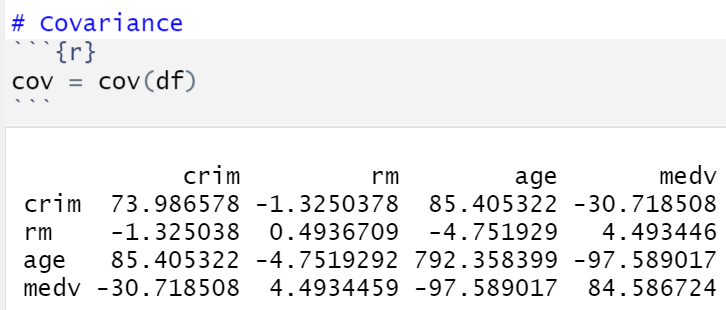 # Covariance
```{r}
cov = cov(df)
```
crim rm age medv
crim 73.986578 -1.3250378 85.405322 -30.718508
rm -1.325038 0.4936709 -4.751929 4.493446
age 85.405322 -4.7519292 792.358399 -97.589017
medv -30.718508 4.4934459 -97.589017 84.586724